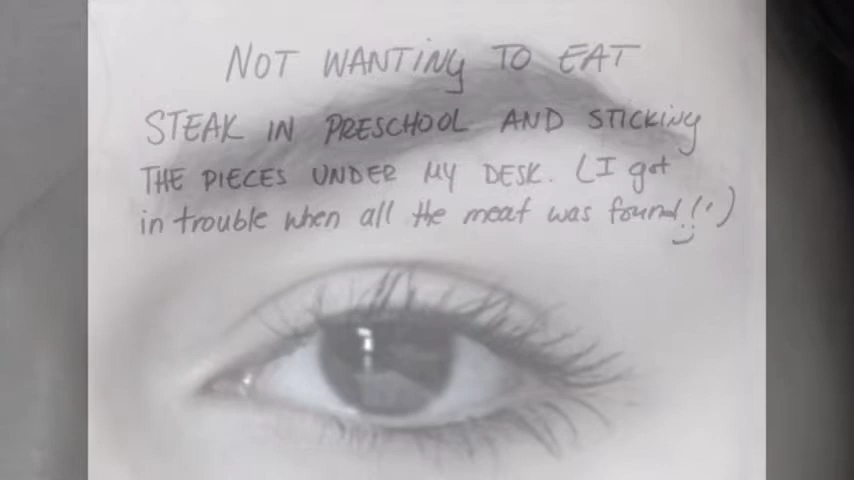 NOT WANTING TO EAT
STEAK IN PRESCHOOL AND STICKING
THE PIECES UNDER MY DESK. (I got
in trouble when all the meat was found!!)